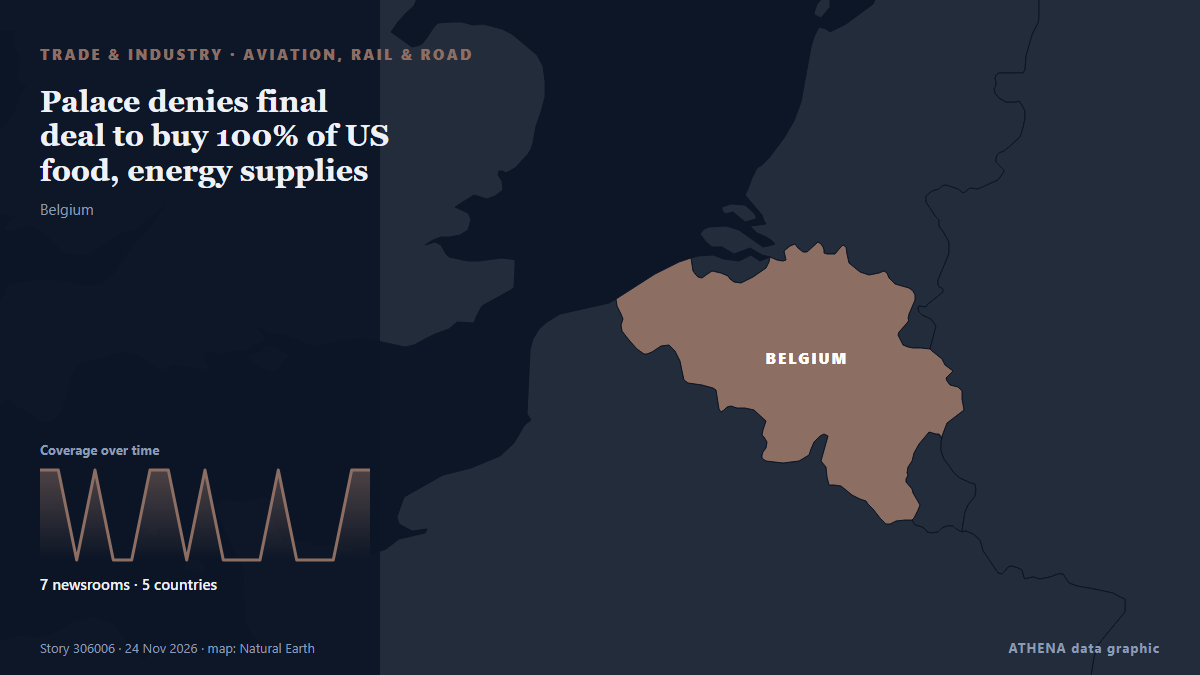 TRADE & INDUSTRY · AVIATION, RAIL & ROAD
Palace denies final
deal to buy 100% of US
food, energy supplies
Belgium
BELGIUM
Coverage over time
7 newsrooms · 5 countries
Story 306006 · 24 Nov 2026 · map: Natural Earth
ATHENA data graphic